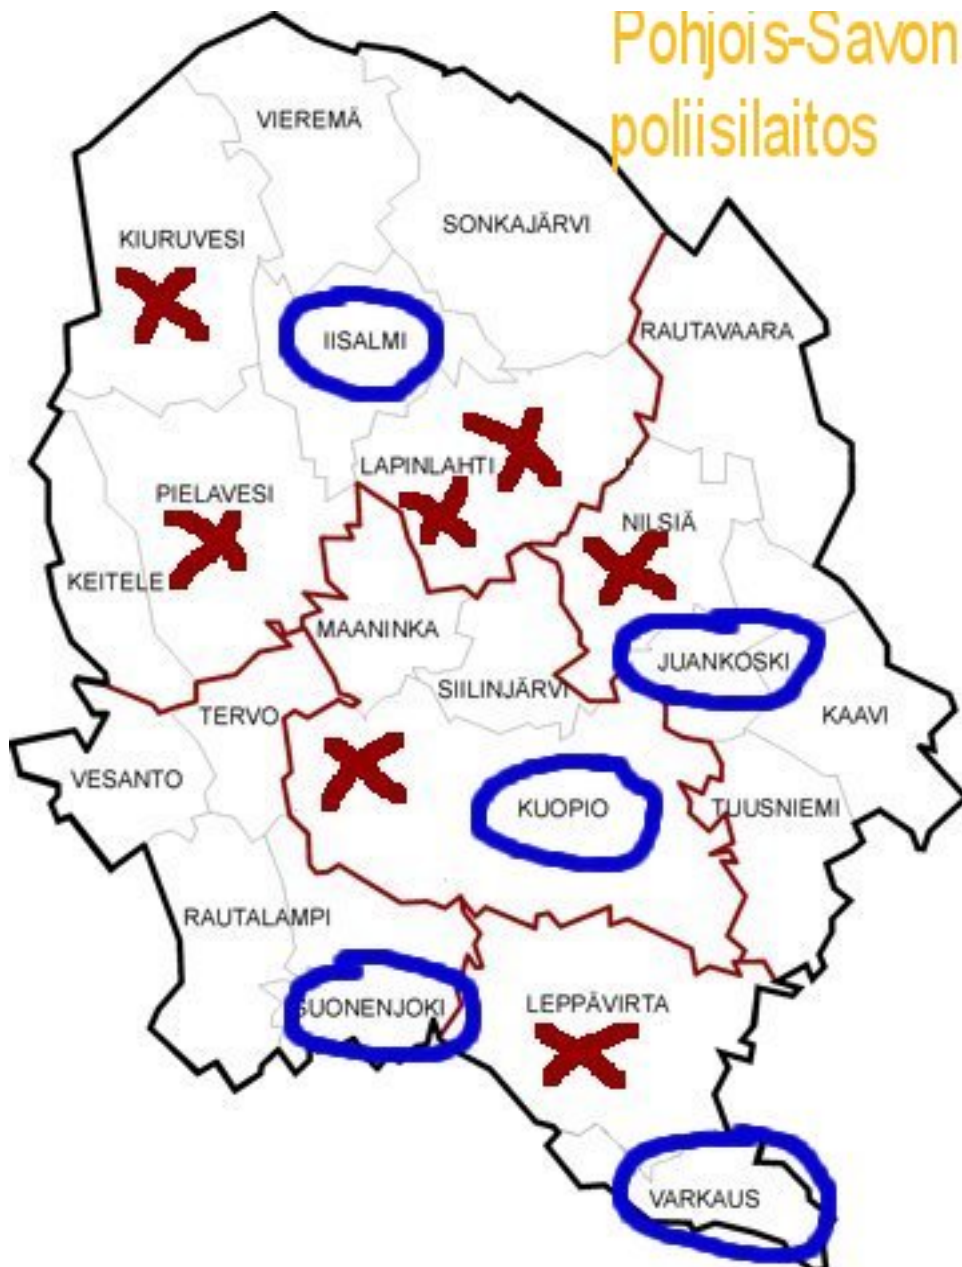 Pohjois-Savon
poliisilaitos
VIEREMÄ
SONKAJÄRVI
KIURUVESI
RAUTAVAARA
IISALMI
LAPINLAHTI
PIELAVESI
NILSIÄ
KEITELE
MAANINKA
JUANKOSKI
SIILINJÄRVI
TERVO
KAAVI
VESANTO
KUOPIO
TUUSNIEMI
RAUTALAMPI
SUONENJOKI
LEPPÄVIRTA
VARKAUS